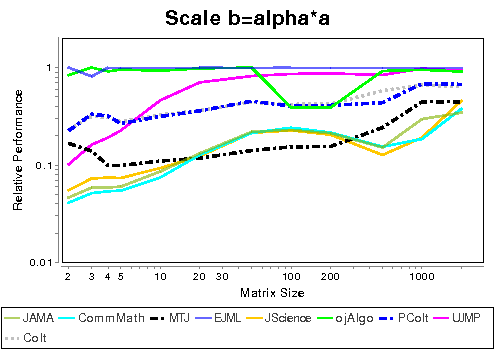 Scale b=alpha*a
Relative Performance
1
0.1
0.01
2 3 4 5 10 20 30 100 200 1000
Matrix Size
JAMA CommMath MTJ EJML JScience ojAlgo PColt UJMP
Colt